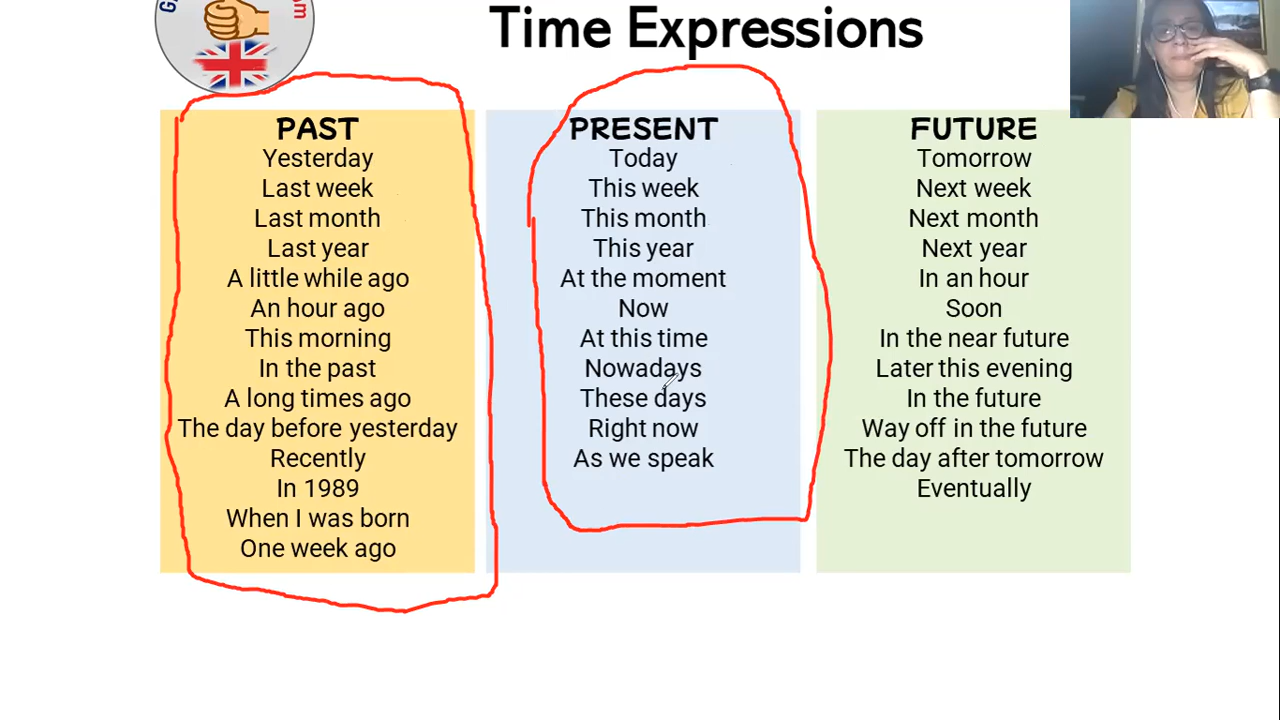 Time Expressions
PAST
Yesterday
Last week
Last month
Last year
A little while ago
An hour ago
This morning
In the past
A long times ago
The day before yesterday
Recently
In 1989
When I was born
One week ago
PRESENT
Today
This week
This month
This year
At the moment
Now
At this time
Nowadays
These days
Right now
As we speak
FUTURE
Tomorrow
Next week
Next month
Next year
In an hour
Soon
In the near future
Later this evening
In the future
Way off in the future
The day after tomorrow
Eventually